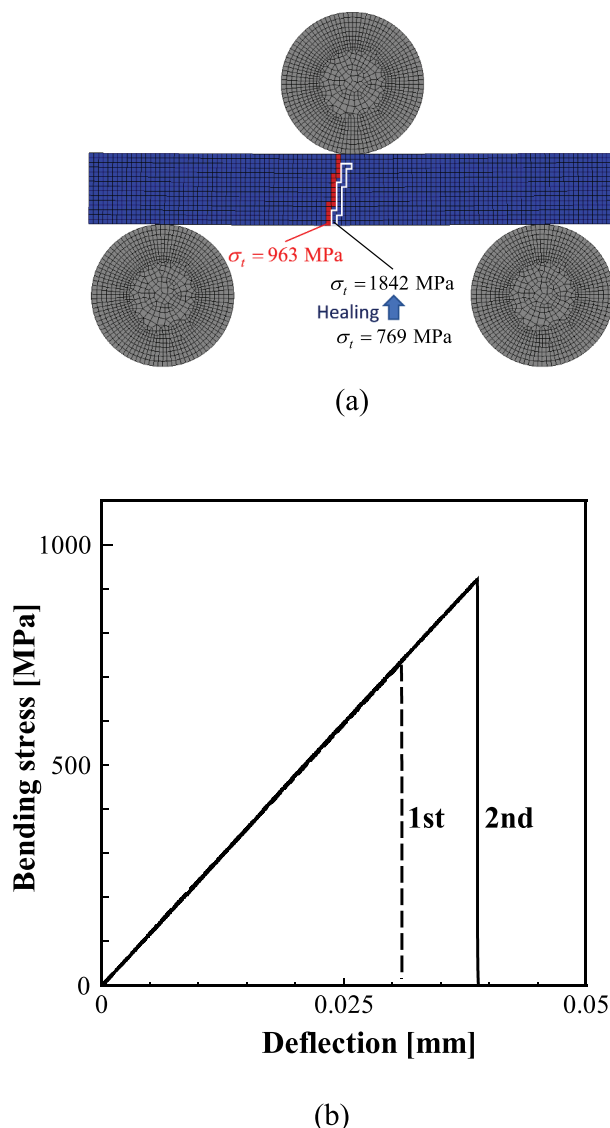 σt = 963 MPa
σt = 1842 MPa
Healing
σt = 769 MPa
(a)
1000
500
0
Bending stress [MPa]
1st
2nd
0
0.025
0.05
Deflection [mm]
(b)